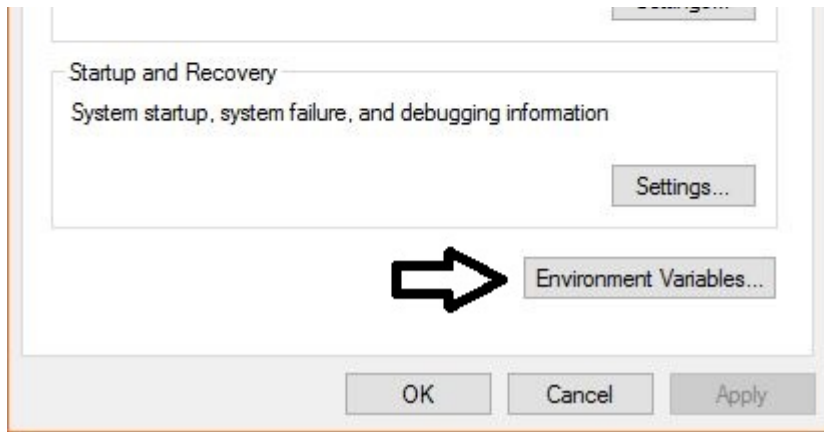 Startup and Recovery
System startup, system failure, and debugging information
Settings...
Environment Variables...
OK
Cancel
Apply